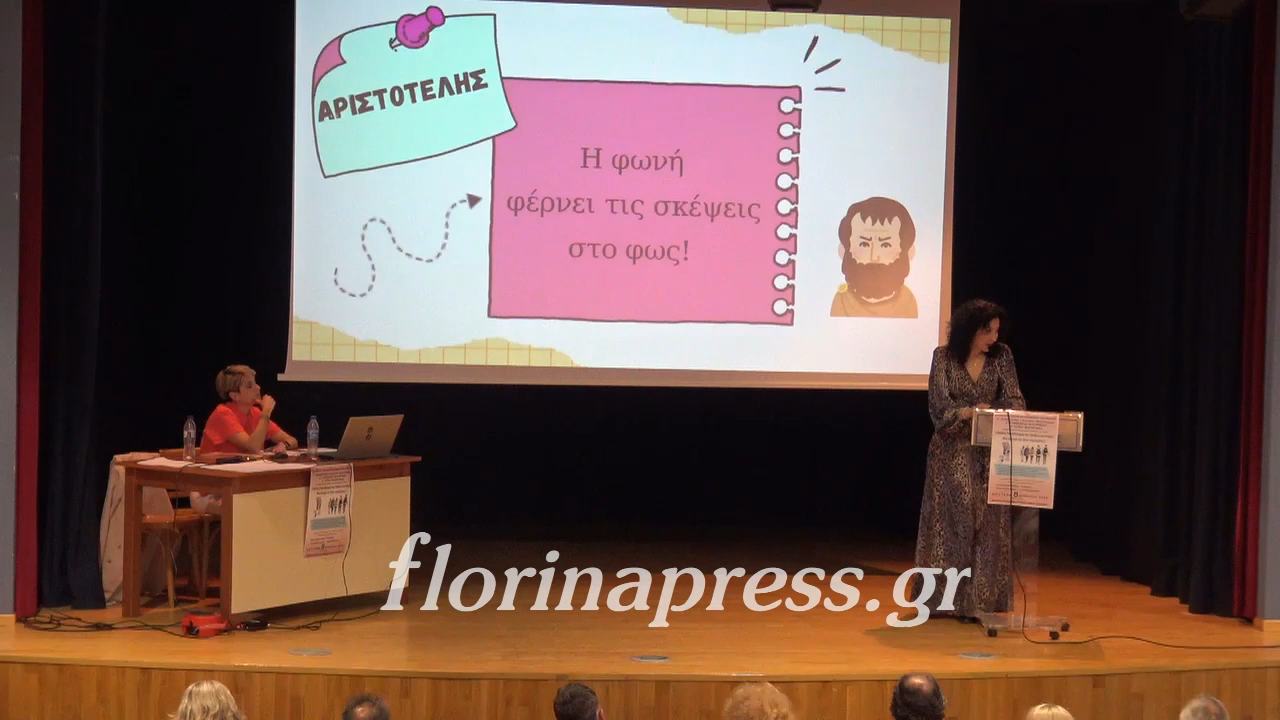 ΑΡΙΣΤΟΤΕΛΗΣ
Η φωνή
φέρνει τις σκέψεις
στο φως!
florinapress.gr